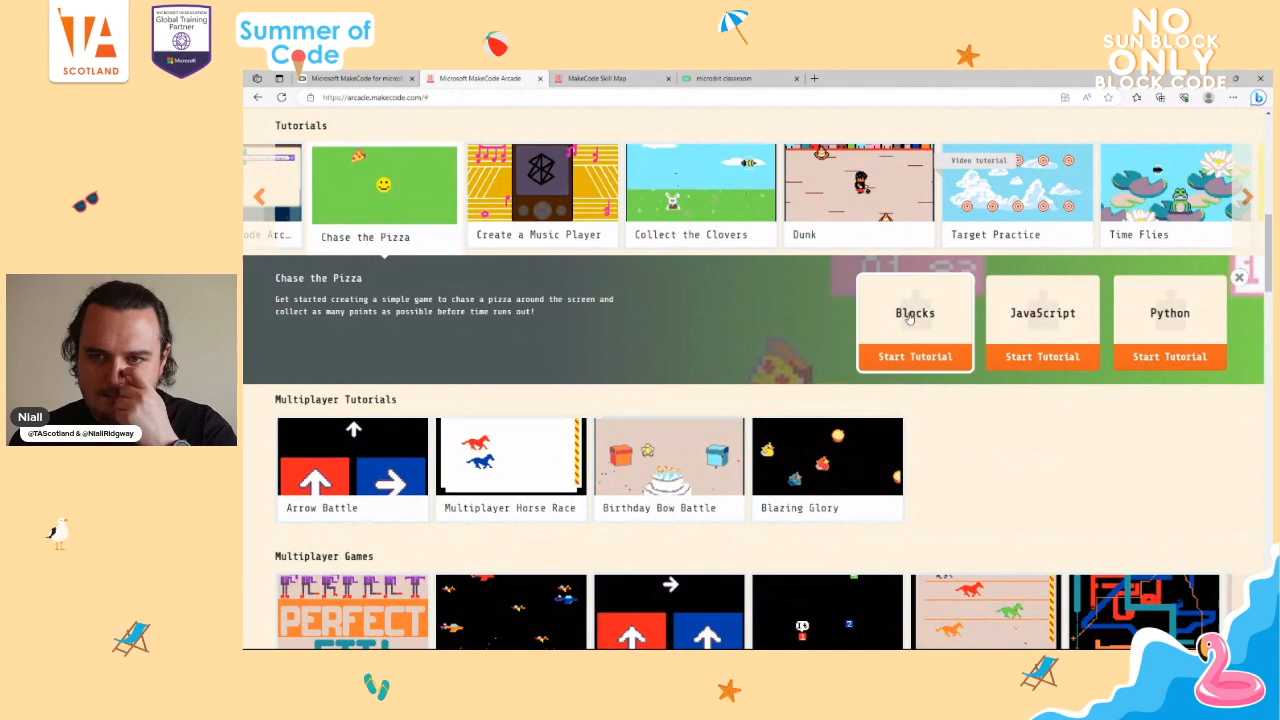 TA
SCOTLAND
MICROSOFT IN EDUCATION
Global Training
Partner
Microsoft
Summer of
Code
NO
SUN BLOCK
ONLY
BLOCK CODE
Microsoft MakeCode for micro:
Microsoft MakeCode Arcade
MakeCode Skill Map
micro:bit classroom
https://arcade.makecode.com/#
Tutorials
Video tutorial
ode Arc…
Chase the Pizza
Create a Music Player
Collect the Clovers
Dunk
Target Practice
Time Flies
Chase the Pizza
Get started creating a simple game to chase a pizza around the screen and
collect as many points as possible before time runs out!
Blocks
Start Tutorial
JavaScript
Start Tutorial
Python
Start Tutorial
Niall
@TAScotland & @NiallRidgway
Multiplayer Tutorials
Arrow Battle
Multiplayer Horse Race
Birthday Bow Battle
Blazing Glory
Multiplayer Games
PERFECT